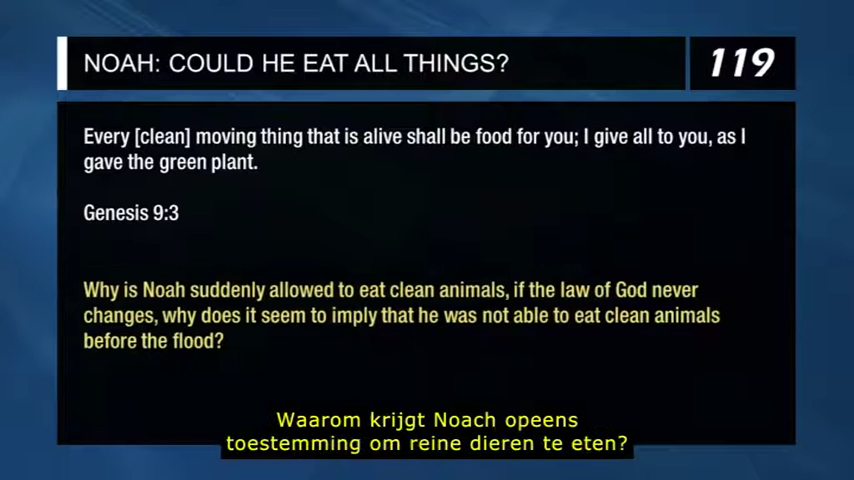 NOAH: COULD HE EAT ALL THINGS?
119
Every [clean] moving thing that is alive shall be food for you; I give all to you, as I
gave the green plant.
Genesis 9:3
Why is Noah suddenly allowed to eat clean animals, if the law of God never
changes, why does it seem to imply that he was not able to eat clean animals
before the flood?
Waarom krijgt Noach opeens
toestemming om reine dieren te eten?